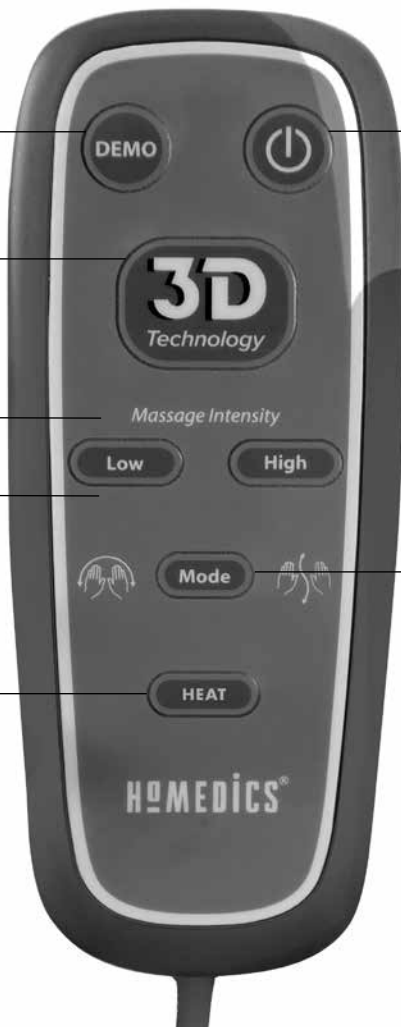 DEMO
3D
Technology
Massage Intensity
Low High
Mode
HEAT
HoMEDiCS®